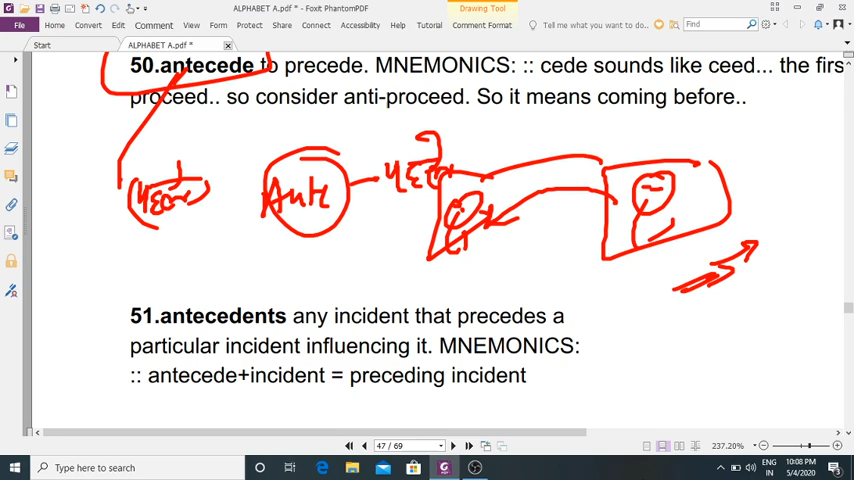 ALPHABET A.pdf * - Foxit PhantomPDF
Drawing Tool
File Home Convert Edit Comment View Form Protect Share Help Tutorial Comment Format Tell me what you want to do... Find
Start ALPHABET A.pdf *
50.antecede to precede. MNEMONICS: :: cede sounds like ceed... the firs
proceed.. so consider anti-proceed. So it means coming before..
Ante
51.antecedents any incident that precedes a
particular incident influencing it. MNEMONICS:
:: antecede+incident = preceding incident
47 / 69 237.20%
Type here to search
ENG 10:08 PM
IN 5/4/2020
3